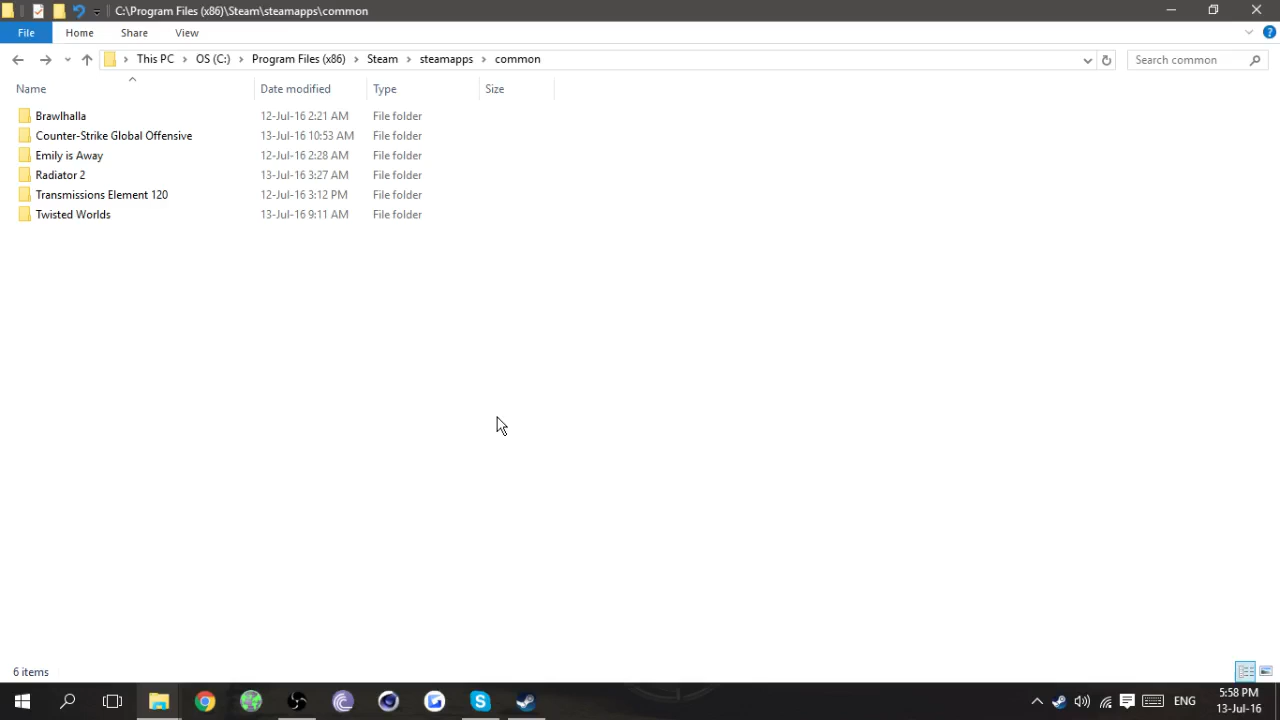 C:\Program Files (x86)\Steam\steamapps\common
File Home Share View
This PC OS (C:) Program Files (x86) Steam steamapps common Search common
Name Date modified Type Size
Brawlhalla 12-Jul-16 2:21 AM File folder
Counter-Strike Global Offensive 13-Jul-16 10:53 AM File folder
Emily is Away 12-Jul-16 2:28 AM File folder
Radiator 2 13-Jul-16 3:27 AM File folder
Transmissions Element 120 12-Jul-16 3:12 PM File folder
Twisted Worlds 13-Jul-16 9:11 AM File folder
6 items
ENG 5:58 PM
13-Jul-16